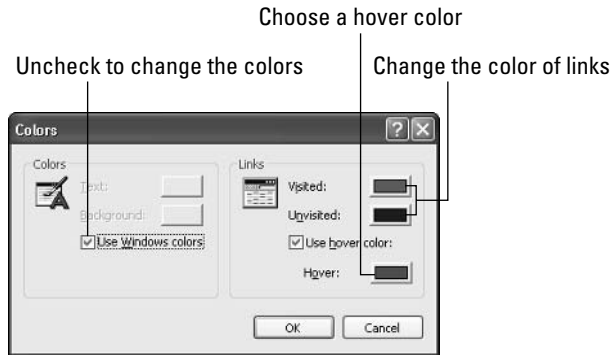 Choose a hover color
Uncheck to change the colors
Change the color of links
Colors
Colors
Text:
Background:
Use Windows colors
Links
Visited:
Unvisited:
Use hover color:
Hover:
OK
Cancel